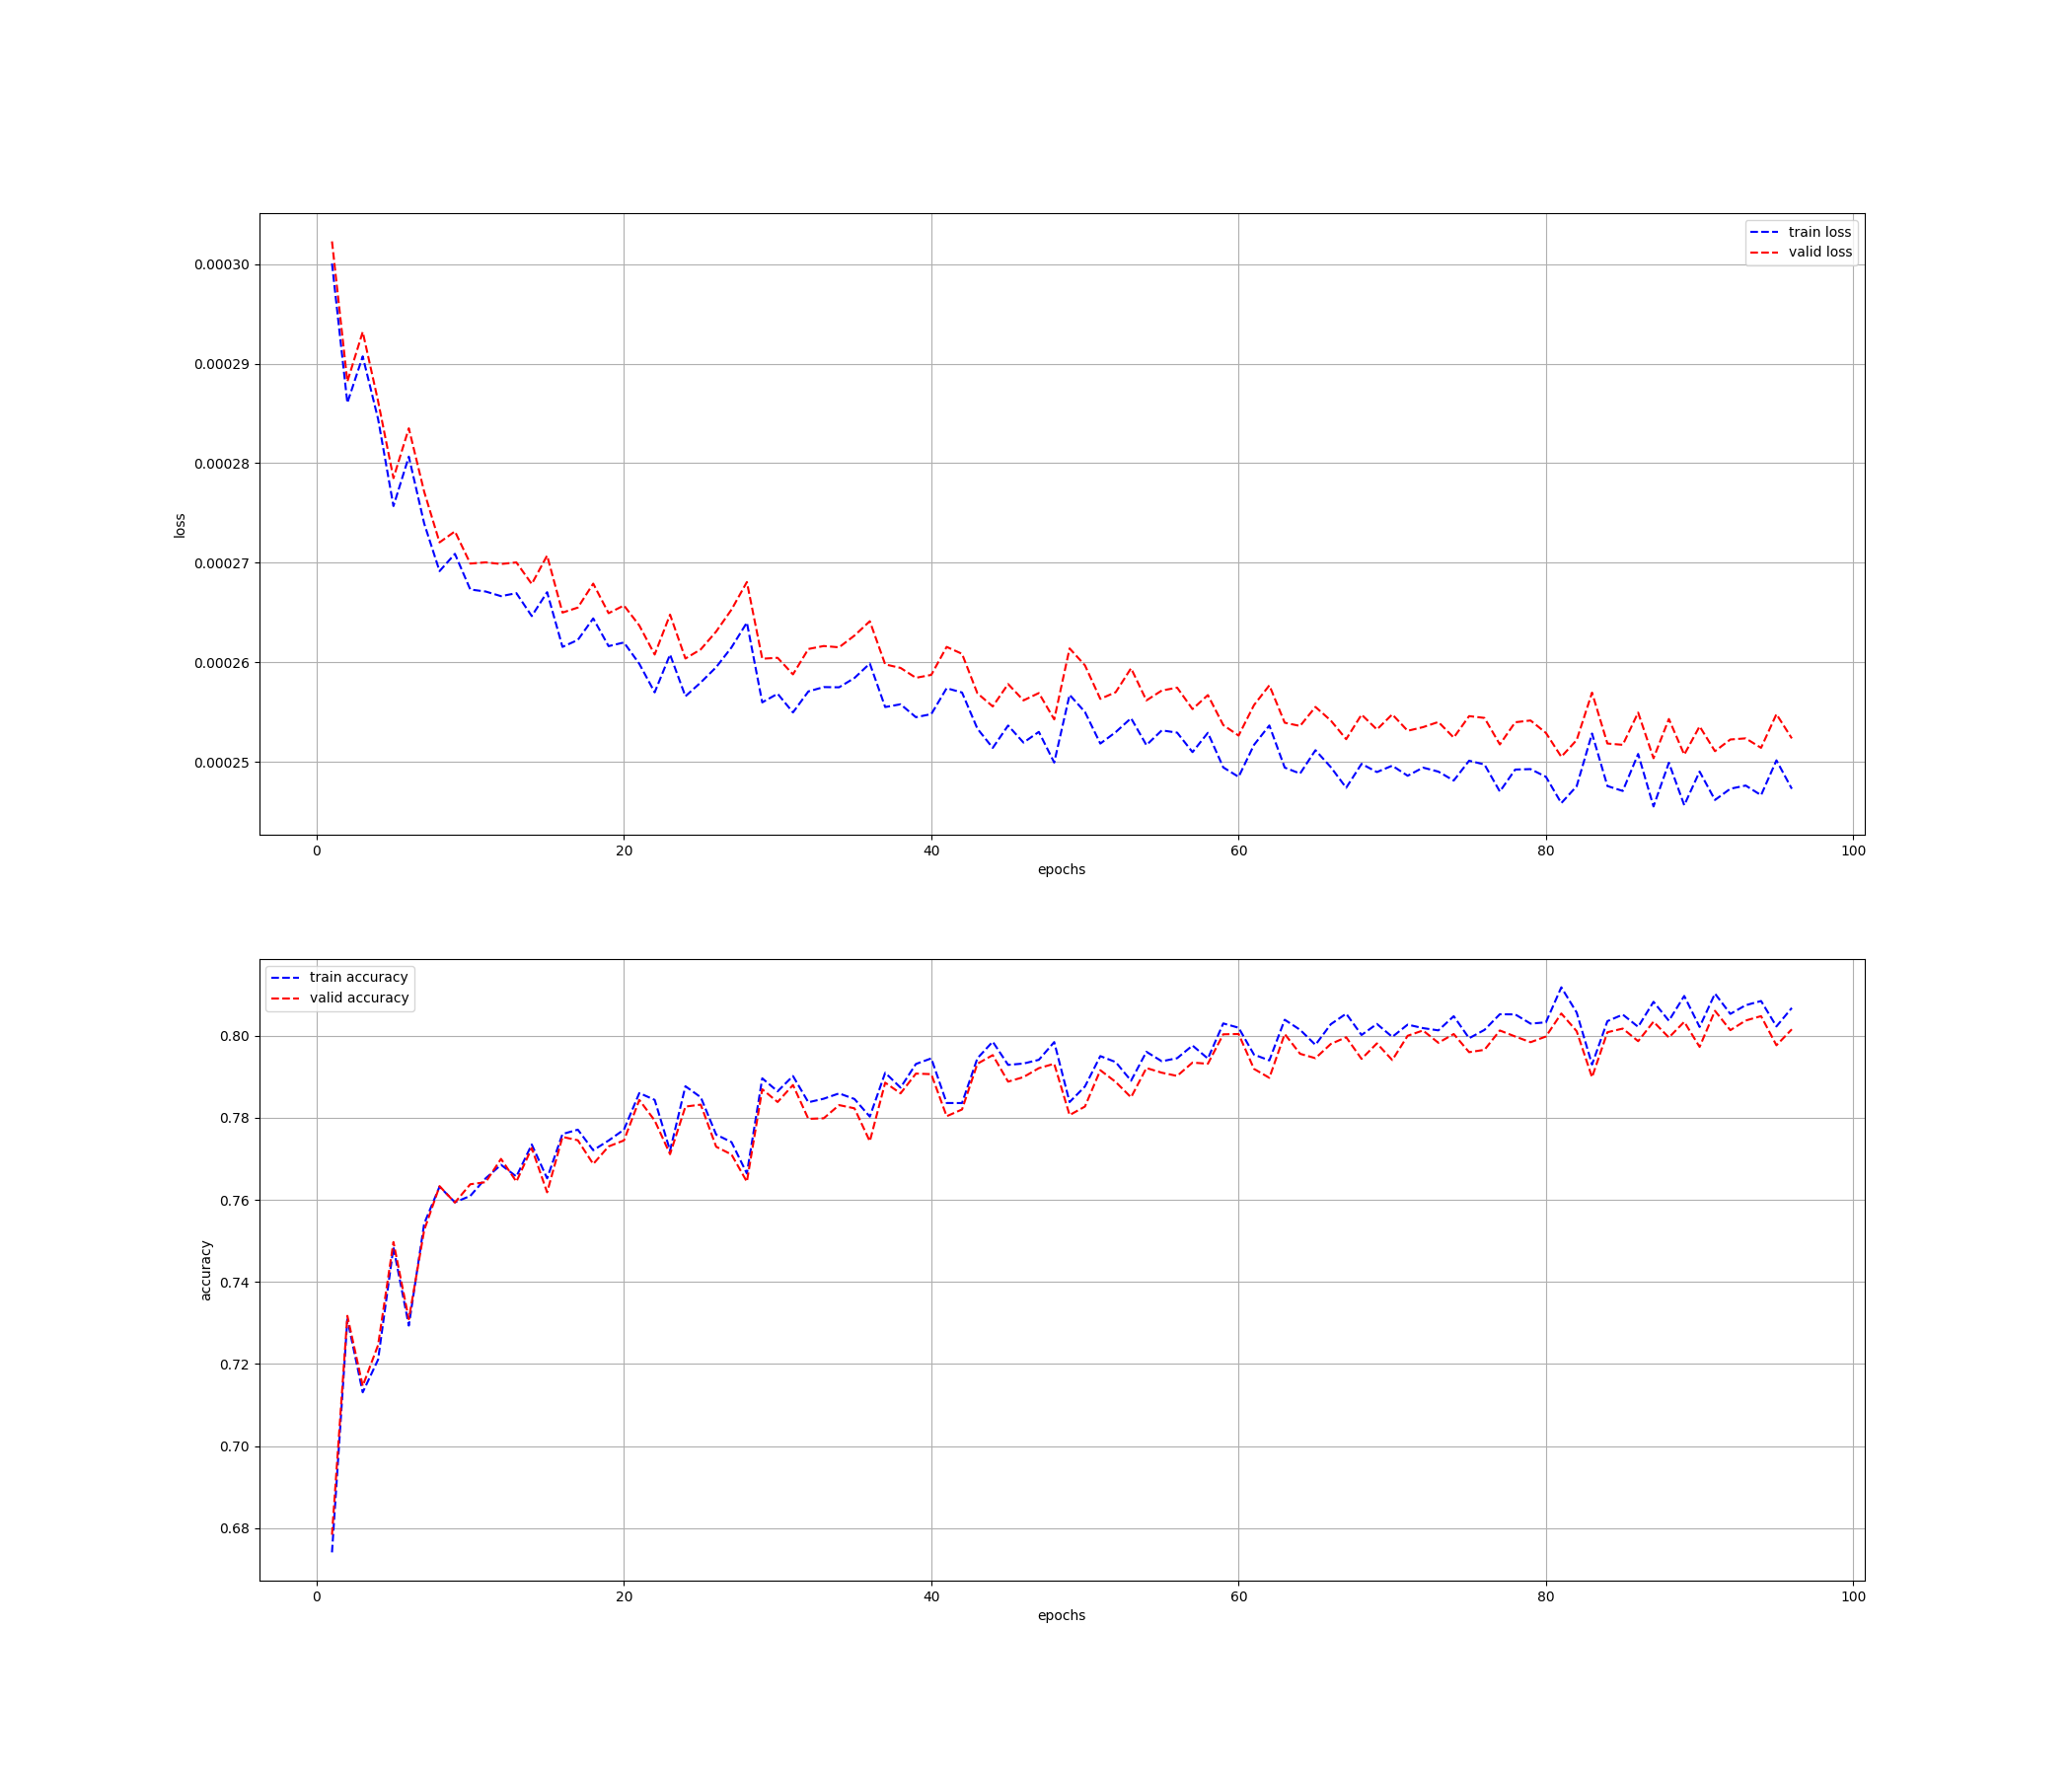 train loss
valid loss
0.00030
0.00029
0.00028
0.00027
0.00026
0.00025
loss
0 20 40 60 80 100
epochs
train accuracy
valid accuracy
0.80
0.78
0.76
0.74
0.72
0.70
0.68
accuracy
0 20 40 60 80 100
epochs